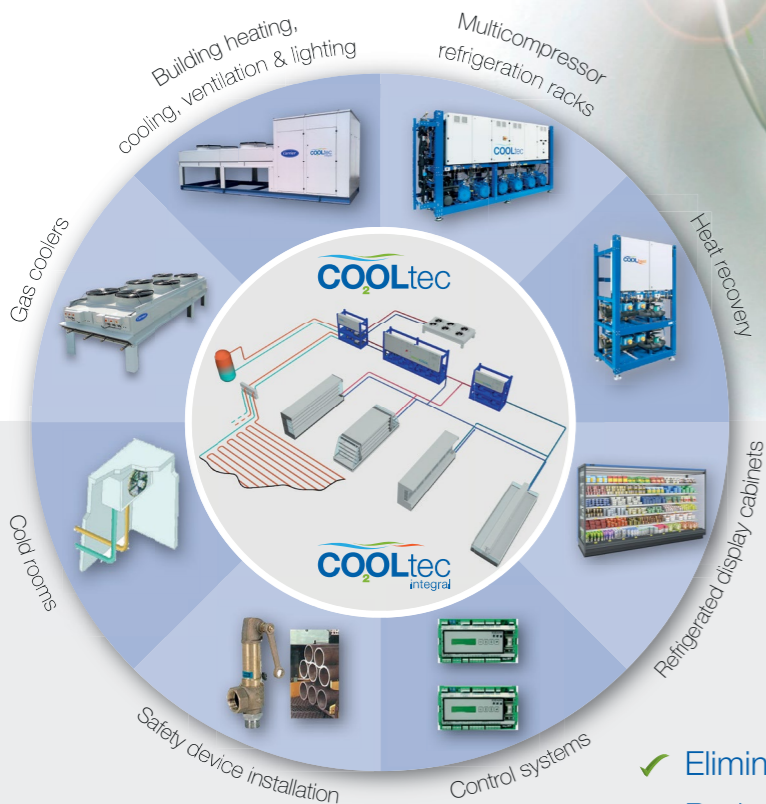 Building heating,
cooling, ventilation & lighting
Multicompressor
refrigeration racks
Gas coolers
Heat recovery
CO2OLtec
Cold rooms
Refrigerated display cabinets
CO2OLtec
integral
Safety device installation
Control systems
✓ Elimin